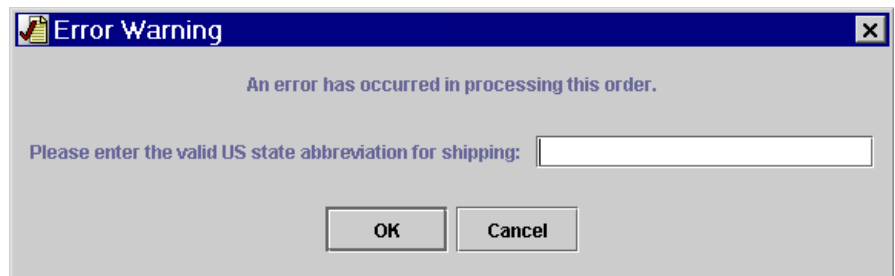 Error Warning
An error has occurred in processing this order.
Please enter the valid US state abbreviation for shipping:
OK Cancel